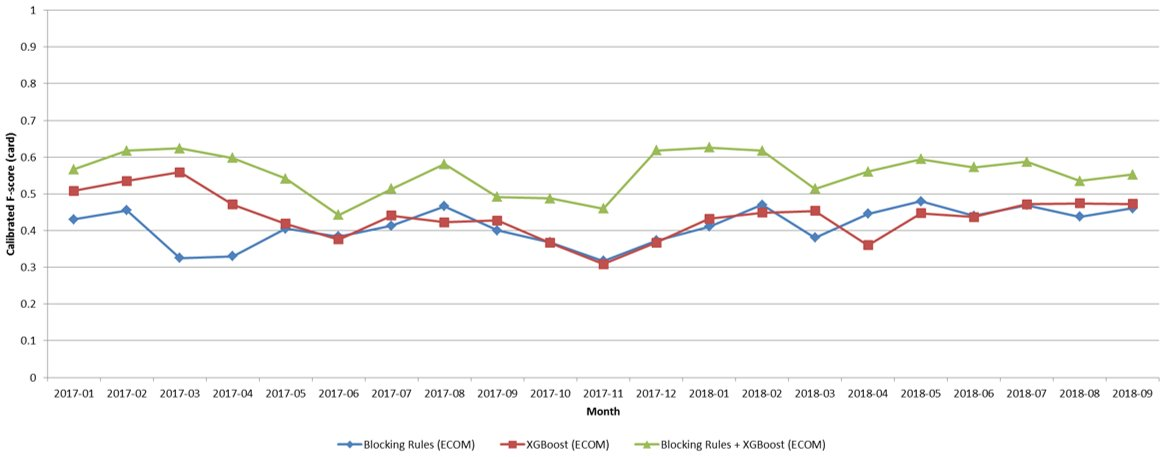 1
0.9
0.8
0.7
0.6
0.5
0.4
0.3
0.2
0.1
0
Calibrated F-score (card)
2017-01 2017-02 2017-03 2017-04 2017-05 2017-06 2017-07 2017-08 2017-09 2017-10 2017-11 2017-12 2018-01 2018-02 2018-03 2018-04 2018-05 2018-06 2018-07 2018-08 2018-09
Month
Blocking Rules (ECOM) XGBoost (ECOM) Blocking Rules + XGBoost (ECOM)